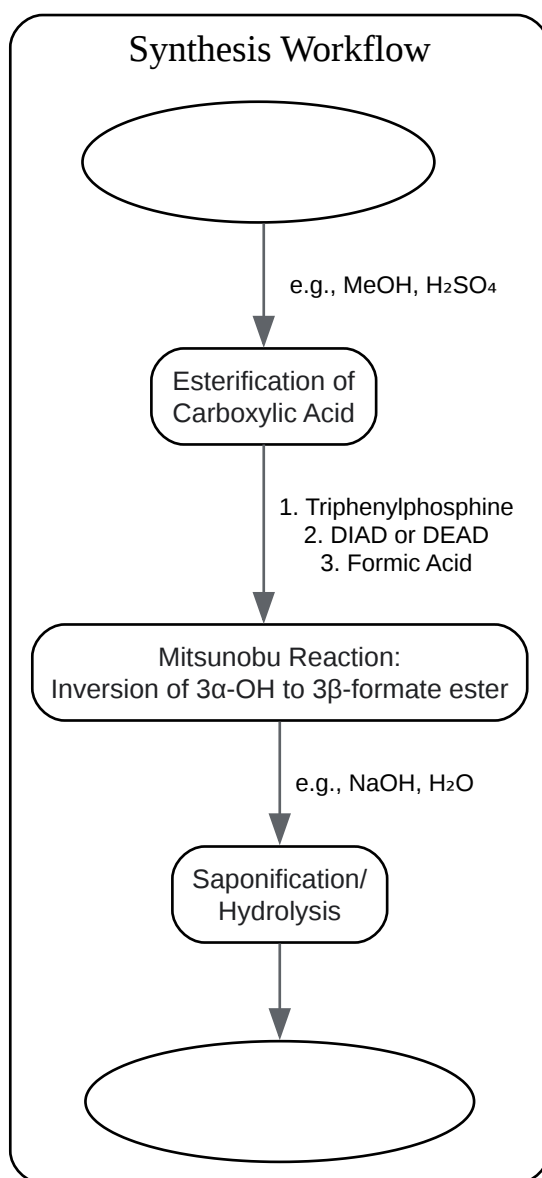 Synthesis Workflow
e.g., MeOH, H₂SO₄
Esterification of
Carboxylic Acid
1. Triphenylphosphine
2. DIAD or DEAD
3. Formic Acid
Mitsunobu Reaction:
Inversion of 3α-OH to 3β-formate ester
e.g., NaOH, H₂O
Saponification/
Hydrolysis